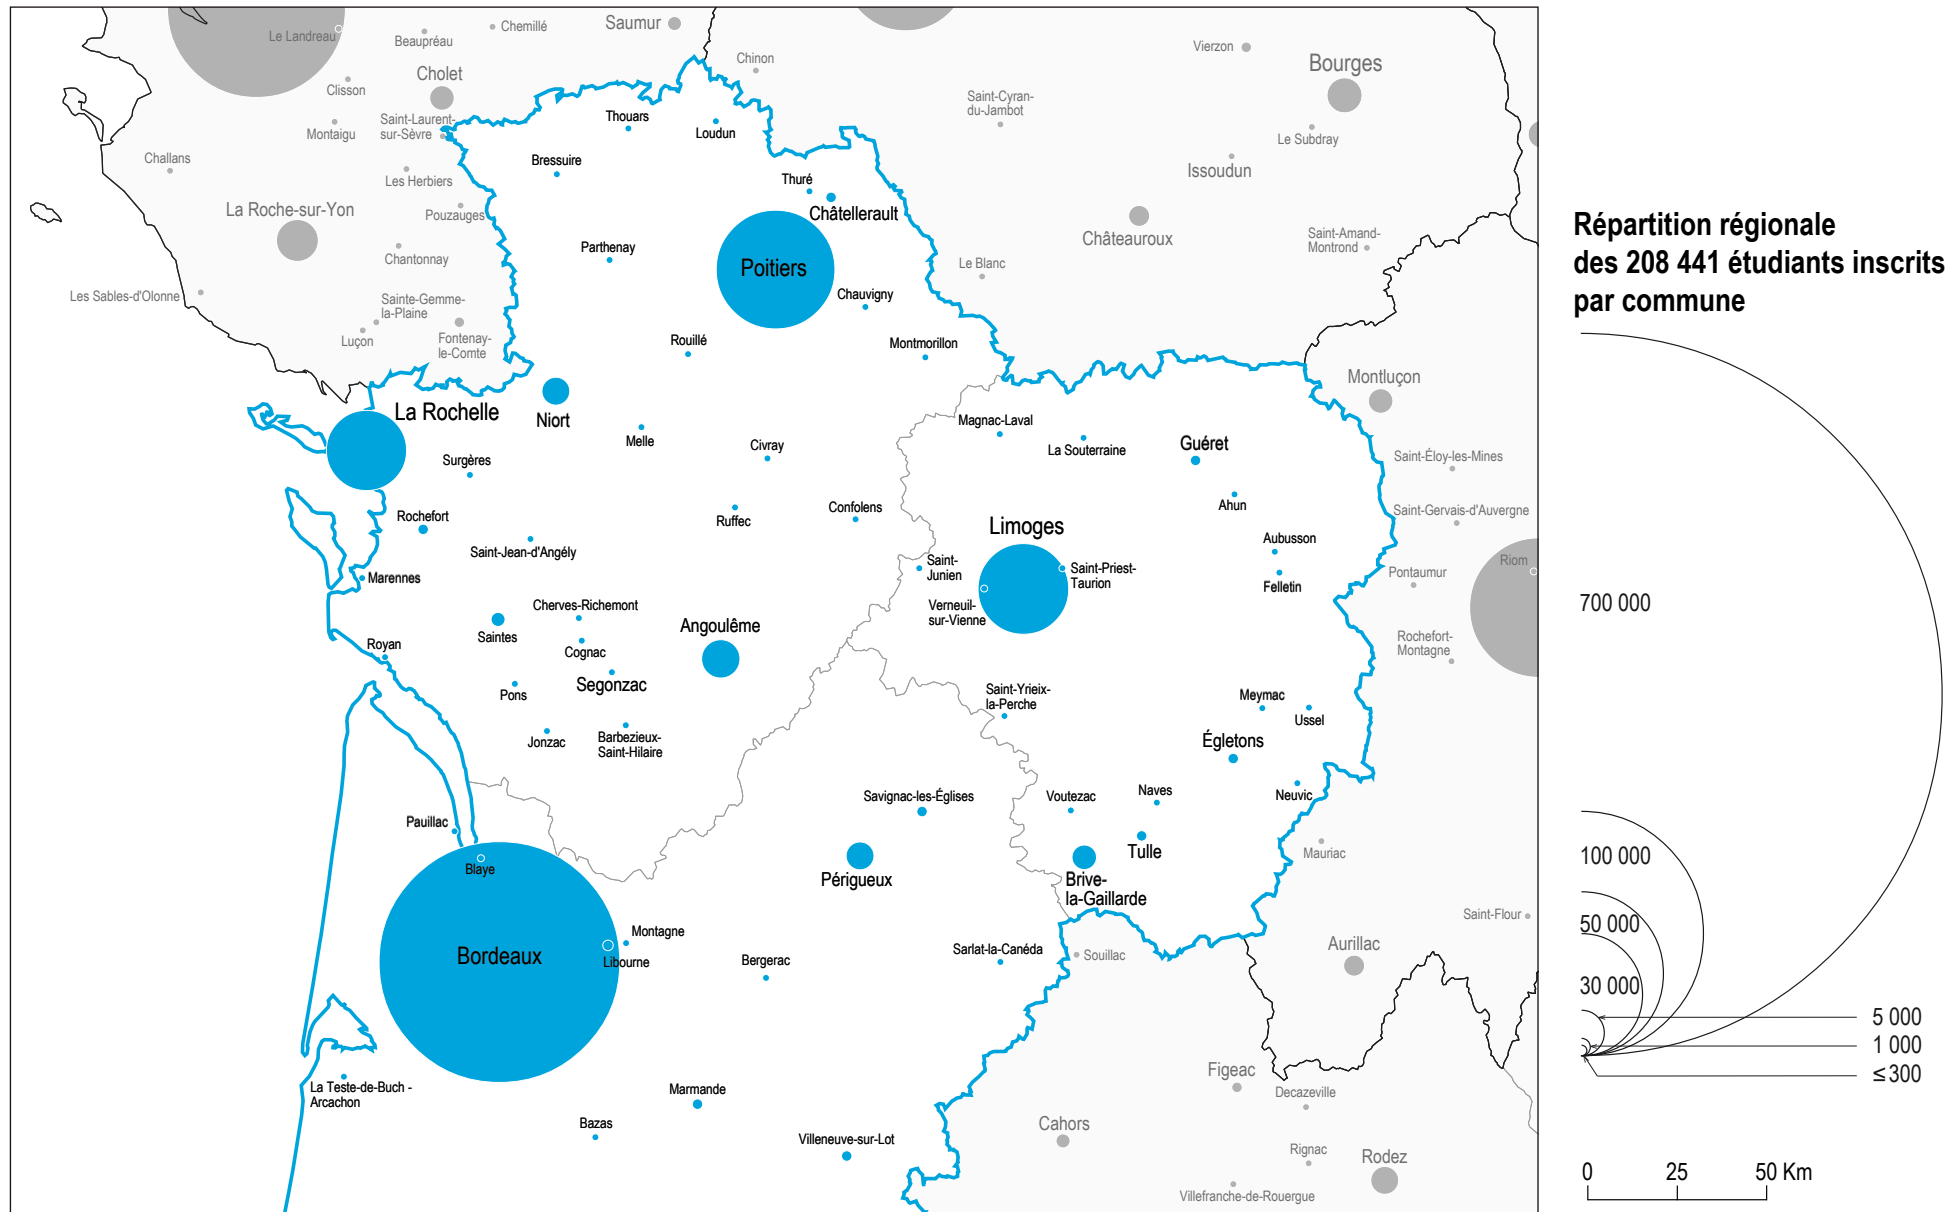 Le Landreau
Beaupréau
Chemillé
Saumur
Chinon
Vierzon
Bourges
Cholet
Clisson
Saint-Cyran-
du-Jambot
Montaigu
Saint-Laurent-
sur-Sèvre
Thouars
Loudun
Le Subdray
Challans
Bressuire
Issoudun
Les Herbiers
Thuré
La Roche-sur-Yon
Pouzauges
Châtellerault
Châteauroux
Saint-Amand-
Montrond
Chantonnay
Parthenay
Poitiers
Le Blanc
Les Sables-d'Olonne
Sainte-Gemme-
la-Plaine
Chauvigny
Luçon
Fontenay-
le-Comte
Rouillé
Montmorillon
Montluçon
La Rochelle
Niort
Magnac-Laval
Melle
Civray
La Souterraine
Guéret
Surgères
Saint-Éloy-les-Mines
Ahun
Rochefort
Ruffec
Confolens
Saint-Gervais-d'Auvergne
Limoges
Saint-Jean-d'Angély
Aubusson
Marennes
Saint-
Junien
Saint-Priest-
Taurion
Felletin
Riom
Pontaumur
Cherves-Richemont
Verneuil-
sur-Vienne
Saintes
Angoulême
Royan
Cognac
Rochefort-
Montagne
Pons
Segonzac
Saint-Yrieix-
la-Perche
Meymac
Ussel
Jonzac
Barbezieux-
Saint-Hilaire
Égletons
Savignac-les-Églises
Voutezac
Naves
Neuvic
Pauillac
Blaye
Périgueux
Tulle
Mauriac
Brive-
la-Gaillarde
Saint-Flour
Montagne
Bordeaux
Libourne
Bergerac
Sarlat-la-Canéda
Souillac
Aurillac
La Teste-de-Buch -
Arcachon
Marmande
Figeac
Decazeville
Bazas
Villeneuve-sur-Lot
Cahors
Rignac
Rodez
Villefranche-de-Rouergue
Répartition régionale
des 208 441 étudiants inscrits
par commune
700 000
100 000
50 000
30 000
5 000
1 000
≤ 300
0 25 50 Km